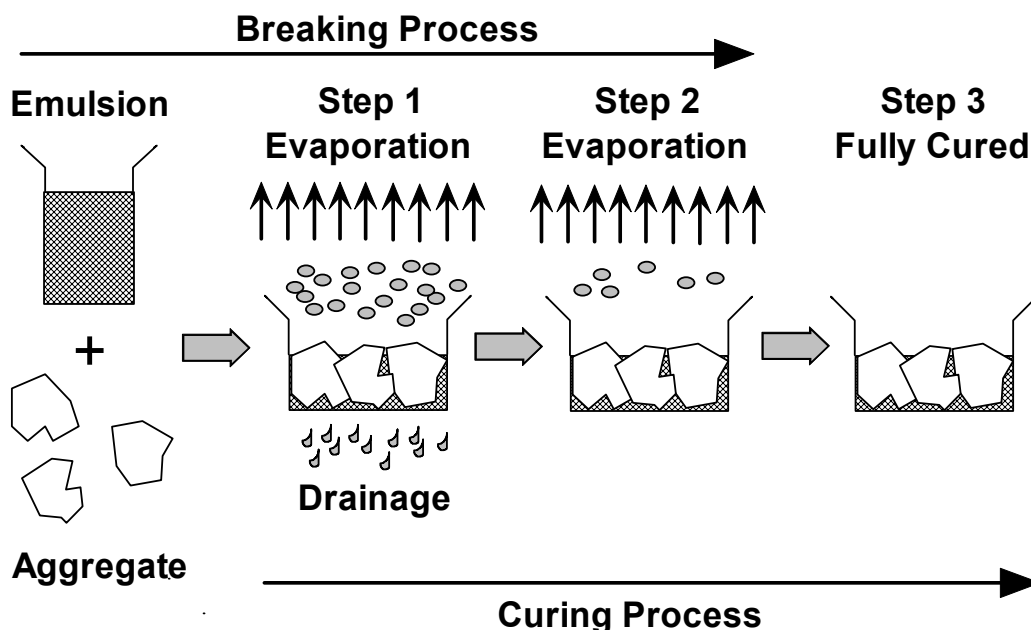 Breaking Process
Emulsion
Step 1
Evaporation
Step 2
Evaporation
Step 3
Fully Cured
+
Drainage
Aggregate
Curing Process